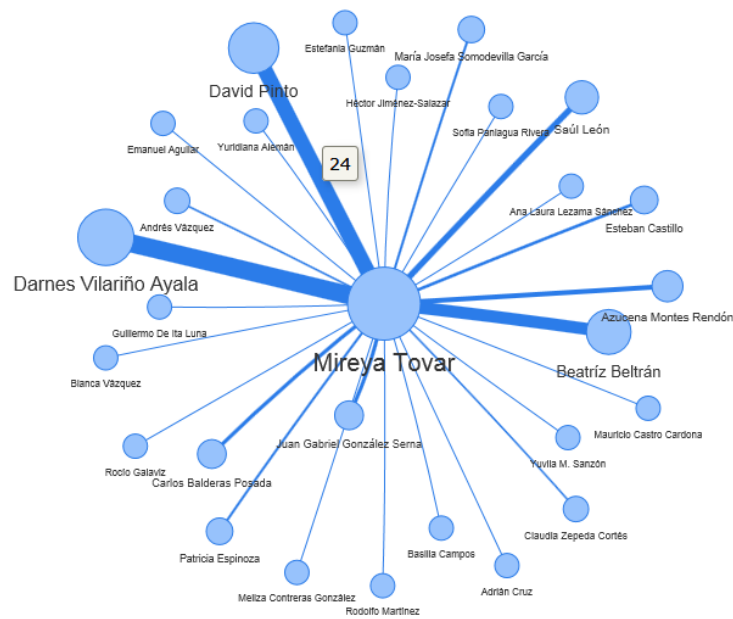 Estefanía Guzmán
María Josefa Somodevilla García
David Pinto
Héctor Jiménez-Salazar
Sofia Paniagua Rivera
Saúl León
Emanuel Aguilar
Yuridiana Alemán
24
Ana Laura Lezama Sánchez
Andrés Vázquez
Esteban Castillo
Darnes Vilariño Ayala
Guillermo De Ita Luna
Azucena Montes Rendón
Mireya Tovar
Beatríz Beltrán
Blanca Vázquez
Mauricio Castro Cardona
Juan Gabriel González Serna
Rocío Galaviz
Carlos Balderas Posada
Yuvila M. Sanzón
Claudia Zepeda Cortés
Patricia Espinoza
Basilia Campos
Meliza Contreras González
Adrián Cruz
Rodolfo Martínez